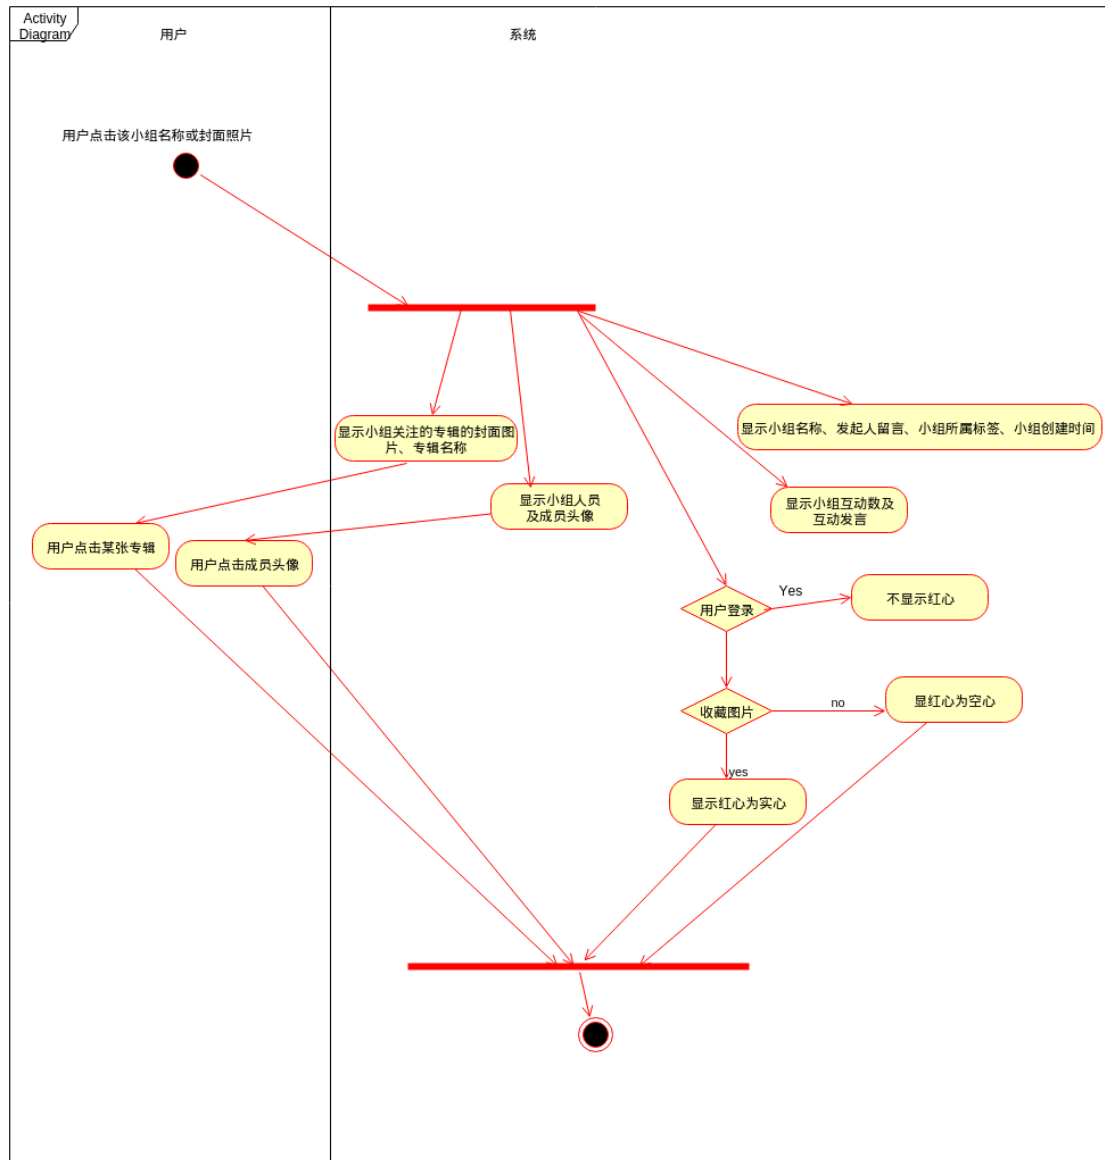 Activity
Diagram
用户
系统
用户点击该小组名称或封面照片
显示小组关注的专辑的封面图
片、专辑名称
显示小组名称、发起人留言、小组所属标签、小组创建时间
显示小组人员
及成员头像
显示小组互动数及
互动发言
用户点击某张专辑
用户点击成员头像
用户登录
Yes
不显示红心
收藏图片
no
显红心为空心
yes
显示红心为实心